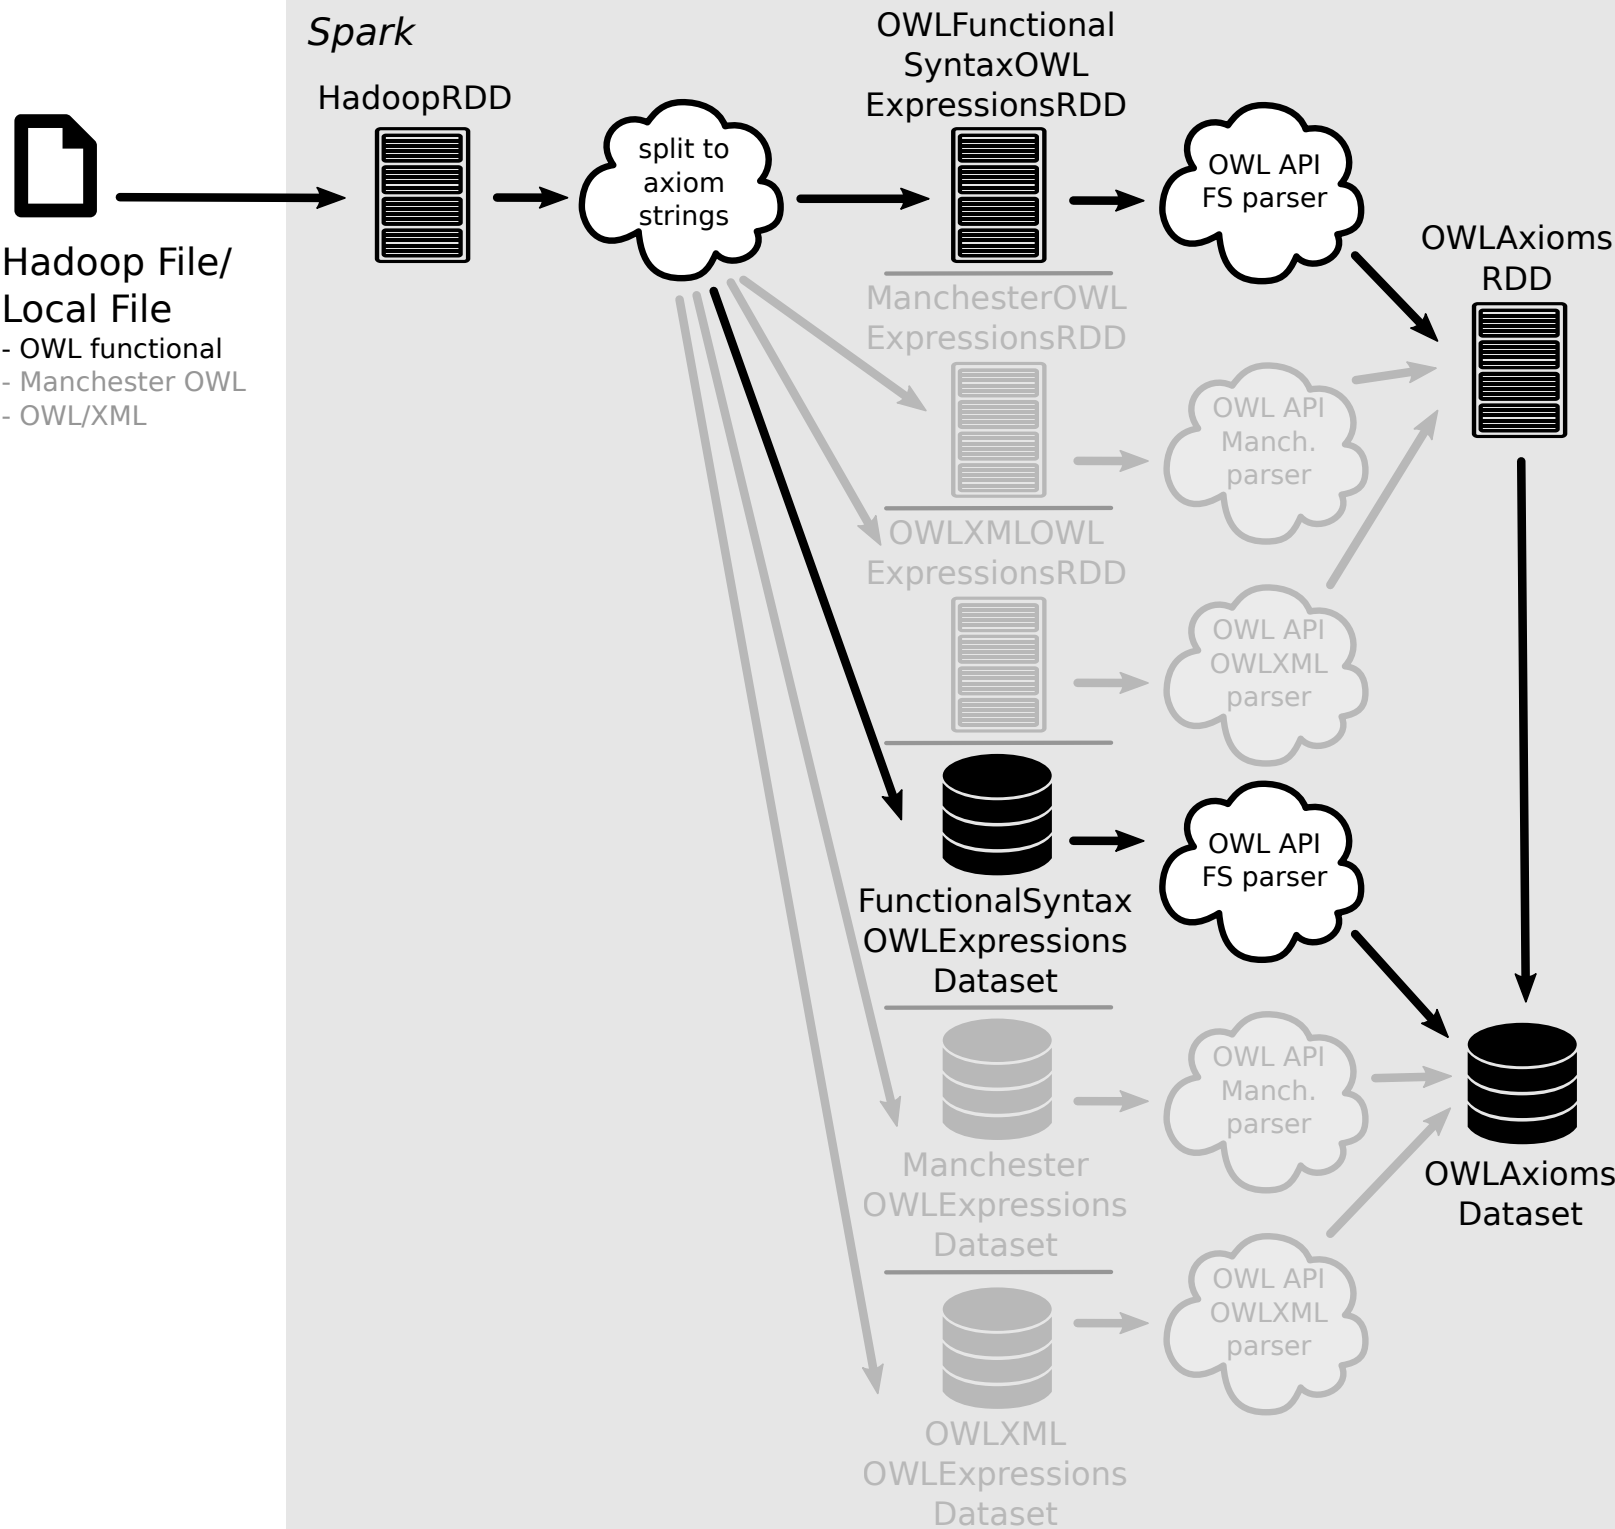 Spark
HadoopRDD
Hadoop File/
Local File
- OWL functional
- Manchester OWL
- OWL/XML
split to
axiom
strings
OWLFunctional
SyntaxOWL
ExpressionsRDD
OWL API
FS parser
OWLAxioms
RDD
ManchesterOWL
ExpressionsRDD
OWL API
Manch.
parser
OWLXMLOWL
ExpressionsRDD
OWL API
OWLXML
parser
FunctionalSyntax
OWLExpressions
Dataset
OWL API
FS parser
Manchester
OWLExpressions
Dataset
OWL API
Manch.
parser
OWLAxioms
Dataset
OWLXML
OWLExpressions
Dataset
OWL API
OWLXML
parser